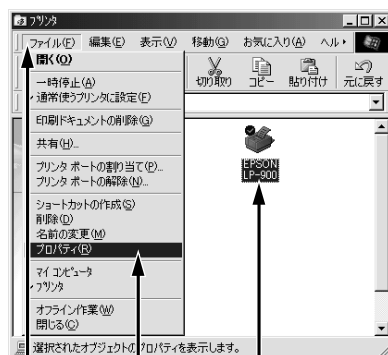 プリンタ
ファイル(F) 編集(E) 表示(V) 移動(G) お気に入り(A) ヘル
開く(O)
一時停止(A)
通常使うプリンタに設定(F)
印刷ドキュメントの削除(G)
共有(H)...
プリンタ ポートの割り当て(P)...
プリンタ ポートの解除(N)...
ショートカットの作成(S)
削除(D)
名前の変更(M)
プロパティ(R)
マイ コンピュータ
プリンタ
オフライン作業(W)
閉じる(C)
切り取り コピー 貼り付け 元に戻す
EPSON
LP-900
選択されたオブジェクトのプロパティを表示します。